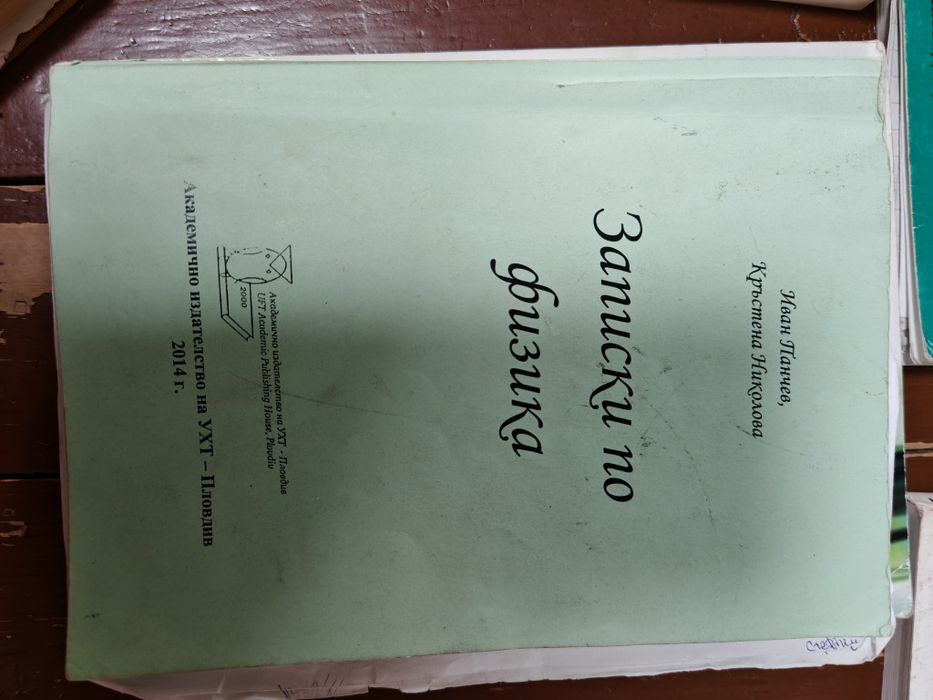 Иван Панчев,
Кръстена Николова
Записки по
физика
Академично издателство на УХТ - Пловдив
UFT Academic Publishing House, Plovdiv
2000
Академично издателство на УХТ – Пловдив
2014 г.